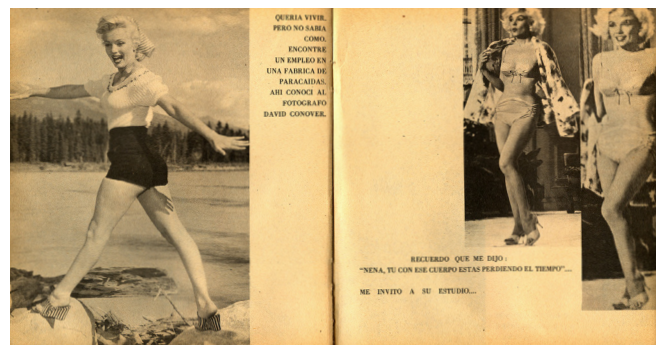 QUERIA VIVIR,
PERO NO SABIA
COMO.
ENCONTRE
UN EMPLEO EN
UNA FABRICA DE
PARACAIDAS.
AHI CONOCI AL
FOTOGRAFO
DAVID CONOVER.
RECUERDO QUE ME DIJO:
"NENA, TU CON ESE CUERPO ESTAS PERDIENDO EL TIEMPO"...
ME INVITO A SU ESTUDIO....